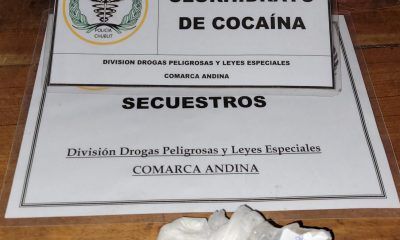 POLICIA
CHUBUT
CLORHIDRATO
DE COCAÍNA
DIVISION DROGAS PELIGROSAS Y LEYES ESPECIALES
COMARCA ANDINA
SECUESTROS
División Drogas Peligrosas y Leyes Especiales
COMARCA ANDINA